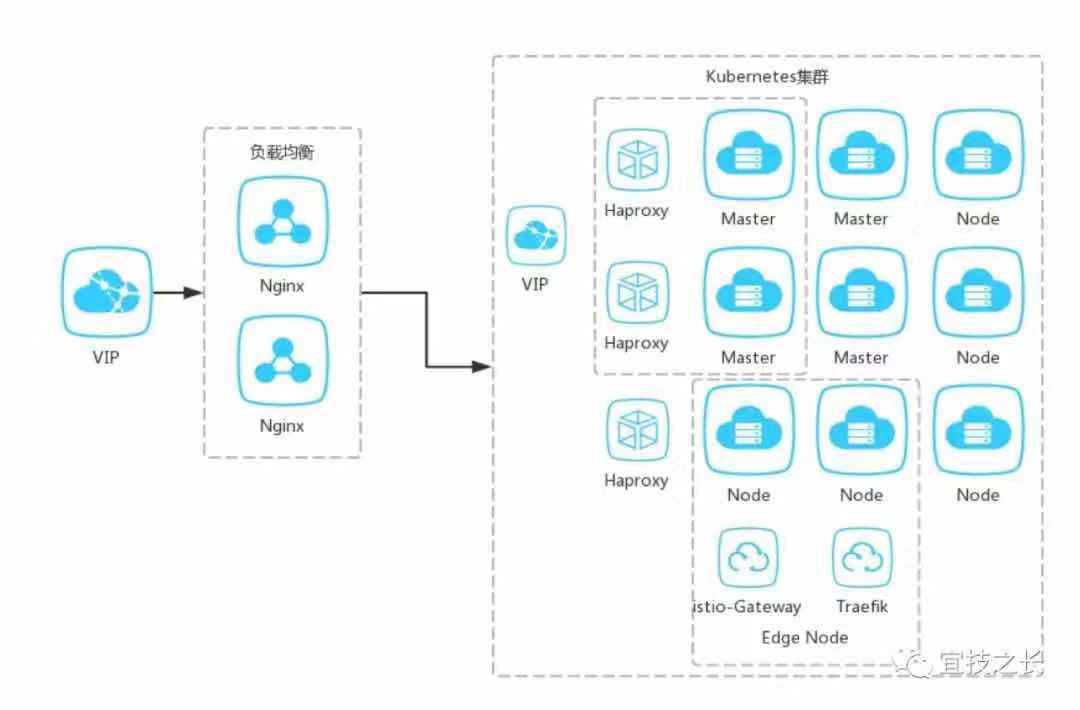 Kubernetes集群
负载均衡
Haproxy
Master
Master
Node
Nginx
VIP
VIP
Haproxy
Master
Master
Node
Nginx
Haproxy
Node
Node
Node
istio-Gateway
Traefik
Edge Node
宜技之长